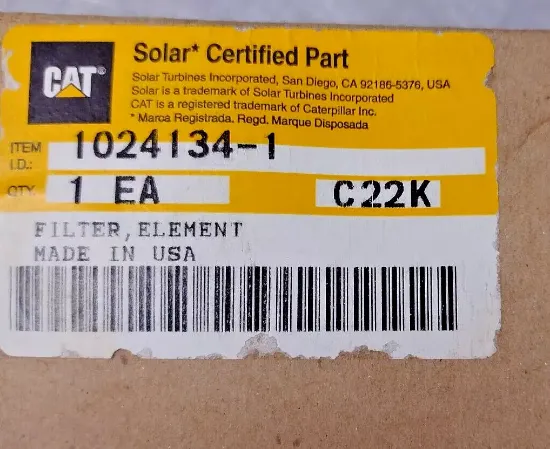 CAT®
Solar* Certified Part
Solar Turbines Incorporated, San Diego, CA 92186-5376, USA
Solar is a trademark of Solar Turbines Incorporated
CAT is a registered trademark of Caterpillar Inc.
* Marca Registrada. Regd. Marque Disposada
ITEM I.D.: 1024134-1
QTY. 1 EA C22K
FILTER, ELEMENT
MADE IN USA